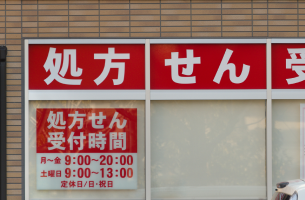 処方せん受
処方せん
受付時間
月～金 9:00～20:00
土曜日 9:00～13:00
定休日/日・祝日